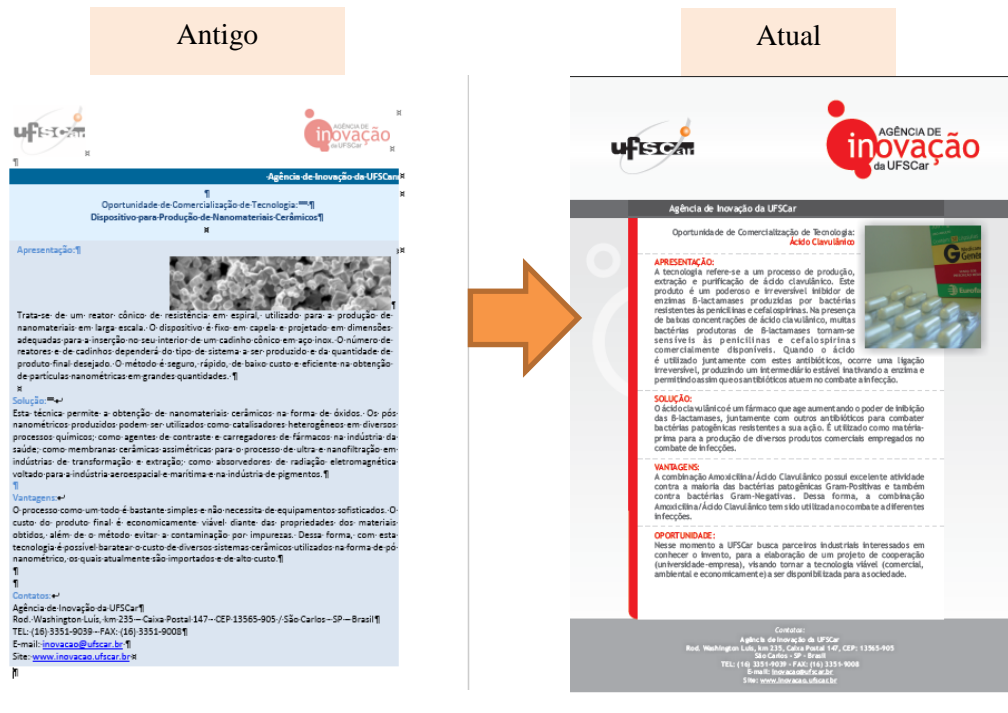 Antigo
Atual
ufscar
AGÊNCIA DE
inovação
da UFSCar
Agência de Inovação da UFSCar
Oportunidade de Comercialização de Tecnologia:
Dispositivo para Produção de Nanomateriais Cerâmicos
Apresentação:
Trata-se de um reator cônico de resistência em espiral, utilizado para a produção de
nanomateriais em larga escala. O dispositivo é fixo em capela e projetado em dimensões
adequadas para a inserção no seu interior de um cadinho cônico em aço inox. O número de
reatores e de cadinhos dependerá do tipo de sistema a ser produzido e da quantidade de
produto final desejado. O método é seguro, rápido, de baixo custo e eficiente na obtenção
de partículas nanométricas em grandes quantidades.
Solução:
Esta técnica permite a obtenção de nanomateriais cerâmicos na forma de óxidos. Os pós
nanométricos produzidos podem ser utilizados como catalisadores heterogêneos em diversos
processos químicos; como agentes de contraste e carregadores de fármacos na indústria da
saúde; como membranas cerâmicas assimétricas para o processo de ultra e nanofiltração em
indústrias de transformação e extração; como absorvedores de radiação eletromagnética
voltado para a indústria aeroespacial e marítima e na indústria de pigmentos.
Vantagens:
O processo como um todo é bastante simples e não necessita de equipamentos sofisticados. O
custo do produto final é economicamente viável diante das propriedades dos materiais
obtidos, além de o método evitar a contaminação por impurezas. Dessa forma, com esta
tecnologia é possível baratear o custo de diversos sistemas cerâmicos utilizados na forma de pó
nanométrico, os quais atualmente são importados e de alto custo.
Contatos:
Agência de Inovação da UFSCar
Rod. Washington Luís, km 235 – Caixa Postal 147 - CEP 13565-905 / São Carlos – SP – Brasil
TEL: (16) 3351-9039 – FAX: (16) 3351-9008
E-mail: inovacao@ufscar.br
Site: www.inovacao.ufscar.br
ufscar
AGÊNCIA DE
inovação
da UFSCar
Agência de Inovação da UFSCar
Oportunidade de Comercialização de Tecnologia:
Ácido Clavulânico
APRESENTAÇÃO:
A tecnologia refere-se a um processo de produção,
extração e purificação de ácido clavulânico. Este
produto é um poderoso e irreversível inibidor de
enzimas ß-lactamases produzidas por bactérias
resistentes às penicilinas e cefalosporinas. Na presença
de baixas concentrações de ácido clavulânico, muitas
bactérias produtoras de ß-lactamases tornam-se
sensíveis às penicilinas e cefalosporinas
comercialmente disponíveis. Quando o ácido
é utilizado juntamente com estes antibióticos, ocorre uma ligação
irreversível, produzindo um intermediário estável inativando a enzima e
permitindo assim que os antibióticos atuem no combate a infecção.
SOLUÇÃO:
O ácido clavulânico é um fármaco que age aumentando o poder de inibição
das ß-lactamases, juntamente com outros antibióticos para combater
bactérias patogênicas resistentes a sua ação. É utilizado como matéria-
prima para a produção de diversos produtos comerciais empregados no
combate de infecções.
VANTAGENS:
A combinação Amoxicilina/Ácido Clavulânico possui excelente atividade
contra a maioria das bactérias patogênicas Gram-Positivas e também
contra bactérias Gram-Negativas. Dessa forma, a combinação
Amoxicilina/Ácido Clavulânico tem sido utilizada no combate a diferentes
infecções.
OPORTUNIDADE:
Nesse momento a UFSCar busca parceiros industriais interessados em
conhecer o invento, para a elaboração de um projeto de cooperação
(universidade-empresa), visando tornar a tecnologia viável (comercial,
ambiental e economicamente) a ser disponibilizada para a sociedade.
Contatos:
Agência de Inovação da UFSCar
Rod. Washington Luís, km 235, Caixa Postal 147, CEP: 13565-905
São Carlos - SP - Brasil
TEL: (16) 3351-9039 - FAX: (16) 3351-9008
E-mail: inovacao@ufscar.br
Site: www.inovacao.ufscar.br